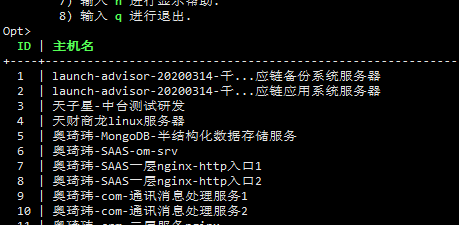 7) 输入 h 进行显示帮助.
8) 输入 q 进行退出.
Opt>
ID | 主机名
1 | launch-advisor-20200314-千...应链备份系统服务器
2 | launch-advisor-20200314-千...应链应用系统服务器
3 | 天子星-中台测试研发
4 | 天财商龙linux服务器
5 | 奥琦玮-MongoDB-半结构化数据存储服务
6 | 奥琦玮-SAAS-om-srv
7 | 奥琦玮-SAAS一层nginx-http入口1
8 | 奥琦玮-SAAS一层nginx-http入口2
9 | 奥琦玮-com-通讯消息处理服务1
10 | 奥琦玮-com-通讯消息处理服务2
11